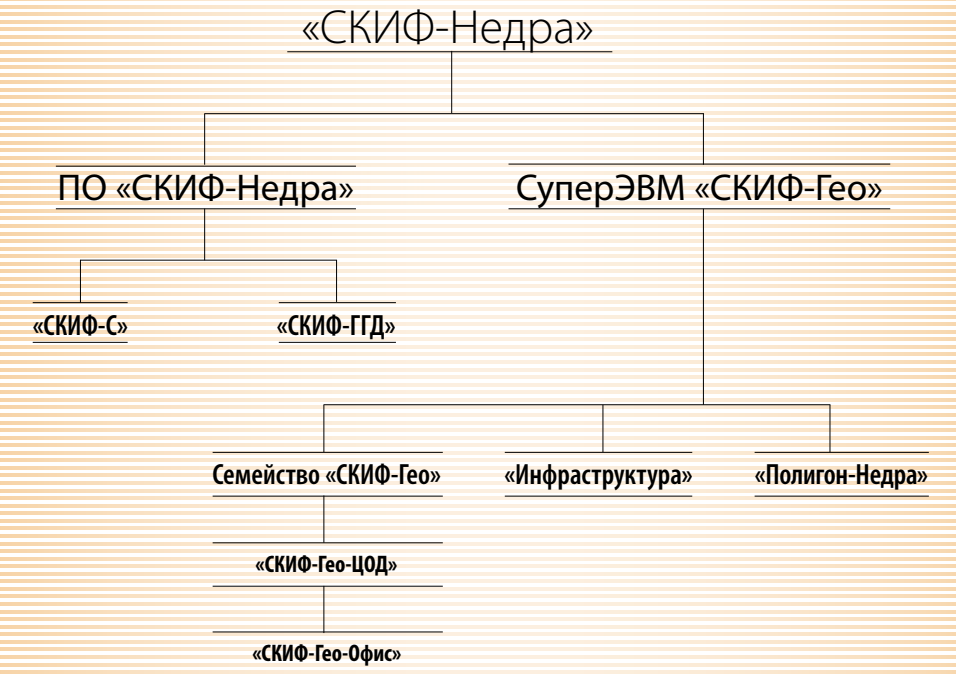 «СКИФ-Недра»
ПО «СКИФ-Недра»
СуперЭВМ «СКИФ-Гео»
«СКИФ-С»
«СКИФ-ГГД»
Семейство «СКИФ-Гео»
«Инфраструктура»
«Полигон-Недра»
«СКИФ-Гео-ЦОД»
«СКИФ-Гео-Офис»